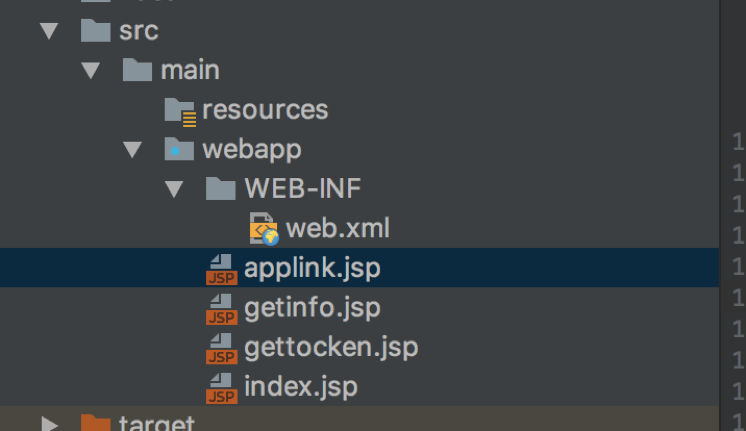 src
main
resources
webapp
WEB-INF
web.xml
applink.jsp
getinfo.jsp
gettocken.jsp
index.jsp
target